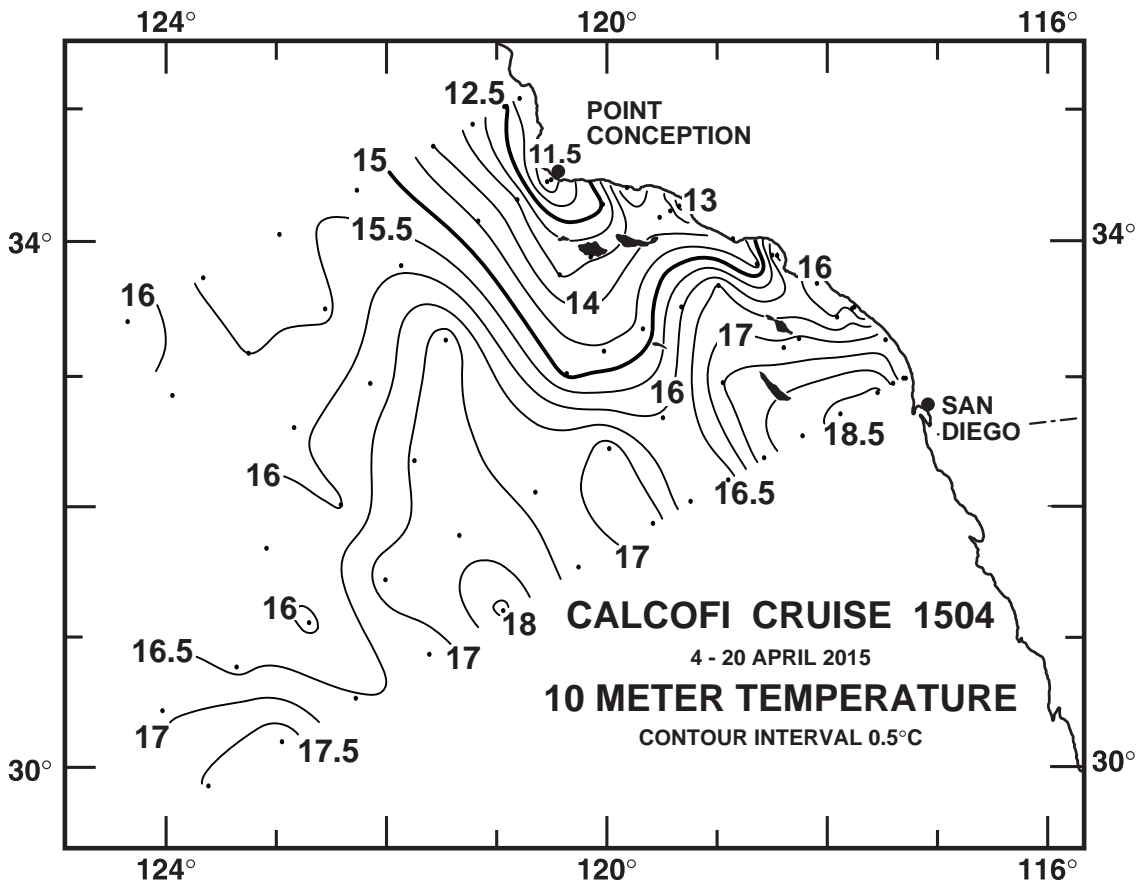 124° 120° 116°
12.5
POINT
CONCEPTION
11.5
15
13
15.5
34° 34°
16
16
14
17
16
SAN
DIEGO
18.5
16
16.5
17
16
18
CALCOFI CRUISE 1504
16.5
17
4 - 20 APRIL 2015
10 METER TEMPERATURE
17
17.5
CONTOUR INTERVAL 0.5°C
30° 30°
124° 120° 116°